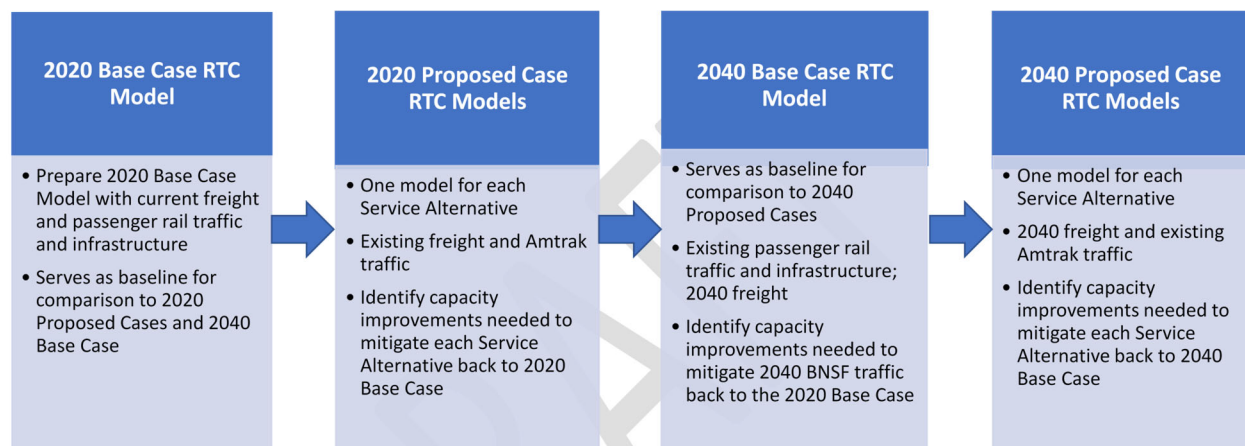 2020 Base Case RTC
Model
• Prepare 2020 Base Case
Model with current freight
and passenger rail traffic
and infrastructure
• Serves as baseline for
comparison to 2020
Proposed Cases and 2040
Base Case
2020 Proposed Case
RTC Models
• One model for each
Service Alternative
• Existing freight and Amtrak
traffic
• Identify capacity
improvements needed to
mitigate each Service
Alternative back to 2020
Base Case
2040 Base Case RTC
Model
• Serves as baseline for
comparison to 2040
Proposed Cases
• Existing passenger rail
traffic and infrastructure;
2040 freight
• Identify capacity
improvements needed to
mitigate 2040 BNSF traffic
back to the 2020 Base Case
2040 Proposed Case
RTC Models
• One model for each
Service Alternative
• 2040 freight and existing
Amtrak traffic
• Identify capacity
improvements needed to
mitigate each Service
Alternative back to 2040
Base Case